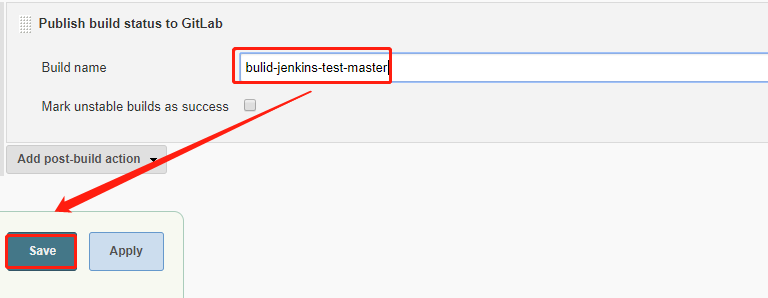 Publish build status to GitLab
Build name
bulid-jenkins-test-master
Mark unstable builds as success
Add post-build action
Save
Apply